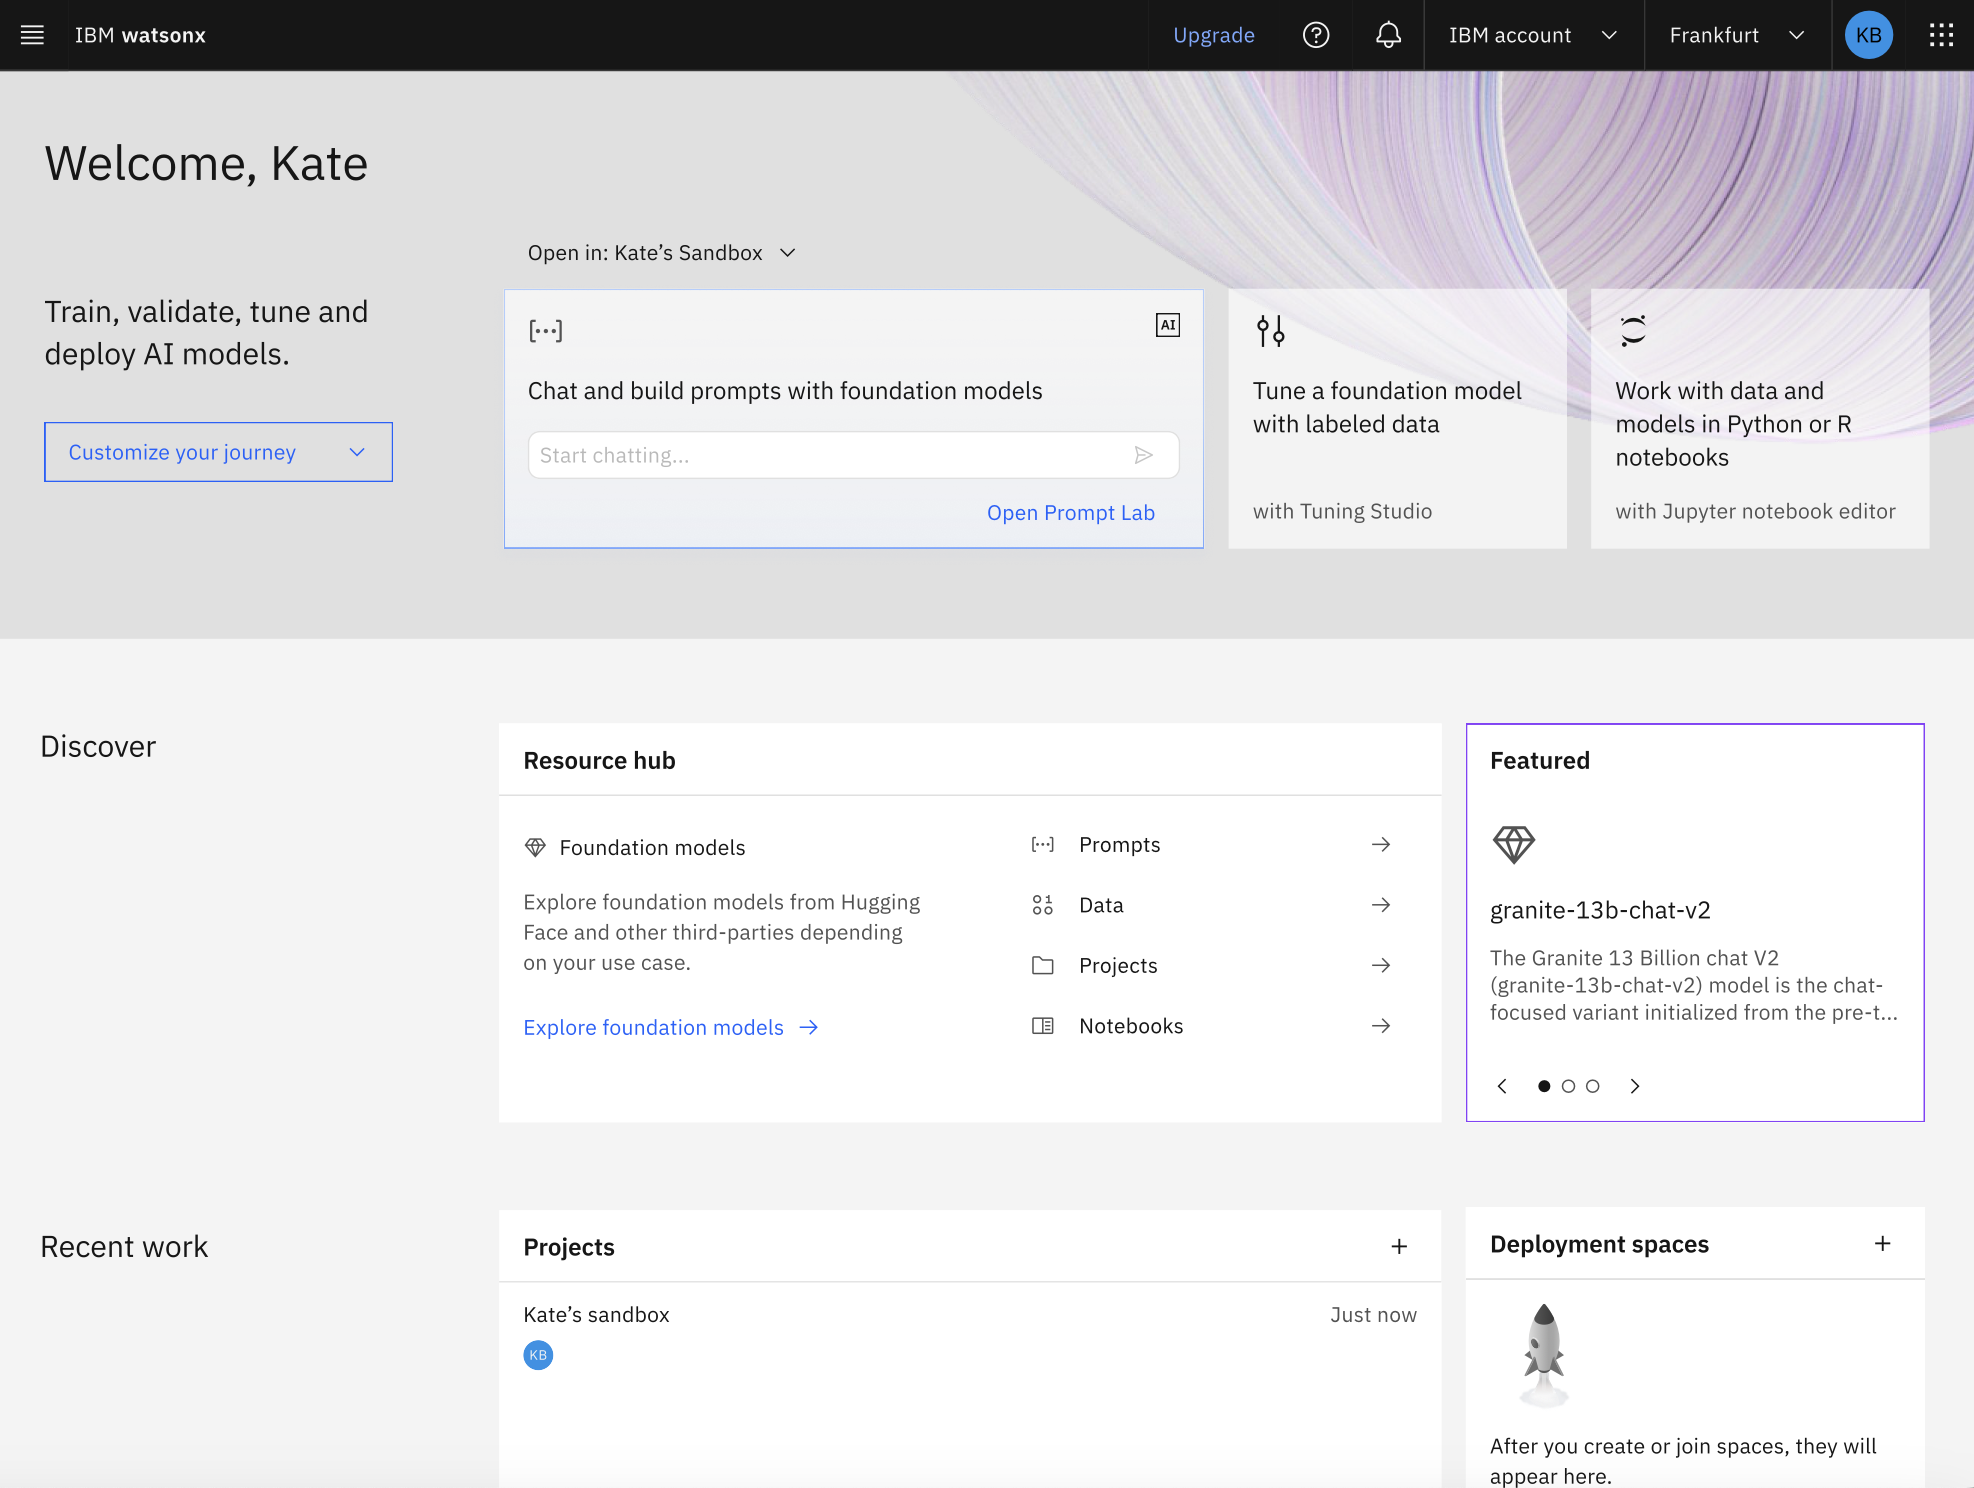 IBM watsonx
Upgrade
IBM account
Frankfurt
KB
Welcome, Kate
Open in: Kate’s Sandbox
Train, validate, tune and
deploy AI models.
Customize your journey
AI
Chat and build prompts with foundation models
Start chatting...
Open Prompt Lab
Tune a foundation model
with labeled data
with Tuning Studio
Work with data and
models in Python or R
notebooks
with Jupyter notebook editor
Discover
Resource hub
Foundation models
Explore foundation models from Hugging
Face and other third-parties depending
on your use case.
Explore foundation models
Prompts
Data
Projects
Notebooks
Featured
granite-13b-chat-v2
The Granite 13 Billion chat V2
(granite-13b-chat-v2) model is the chat-
focused variant initialized from the pre-t...
Recent work
Projects
Kate’s sandbox
Just now
KB
Deployment spaces
After you create or join spaces, they will
appear here.